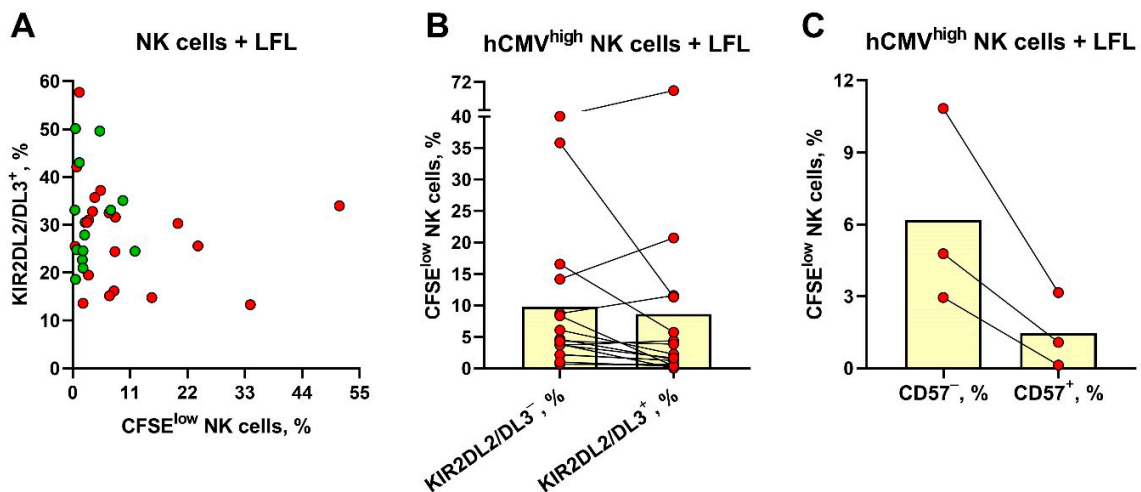 A
NK cells + LFL
KIR2DL2/DL3⁺, %
60
50
40
30
20
10
0
0 11 22 33 44 55
CFSEˡᵒʷ NK cells, %
B
hCMVʰⁱᵍʰ NK cells + LFL
CFSEˡᵒʷ NK cells, %
72
40
35
30
25
20
15
10
5
0
KIR2DL2/DL3⁻, %
KIR2DL2/DL3⁺, %
C
hCMVʰⁱᵍʰ NK cells + LFL
CFSEˡᵒʷ NK cells, %
12
9
6
3
0
CD57⁻, % CD57⁺, %